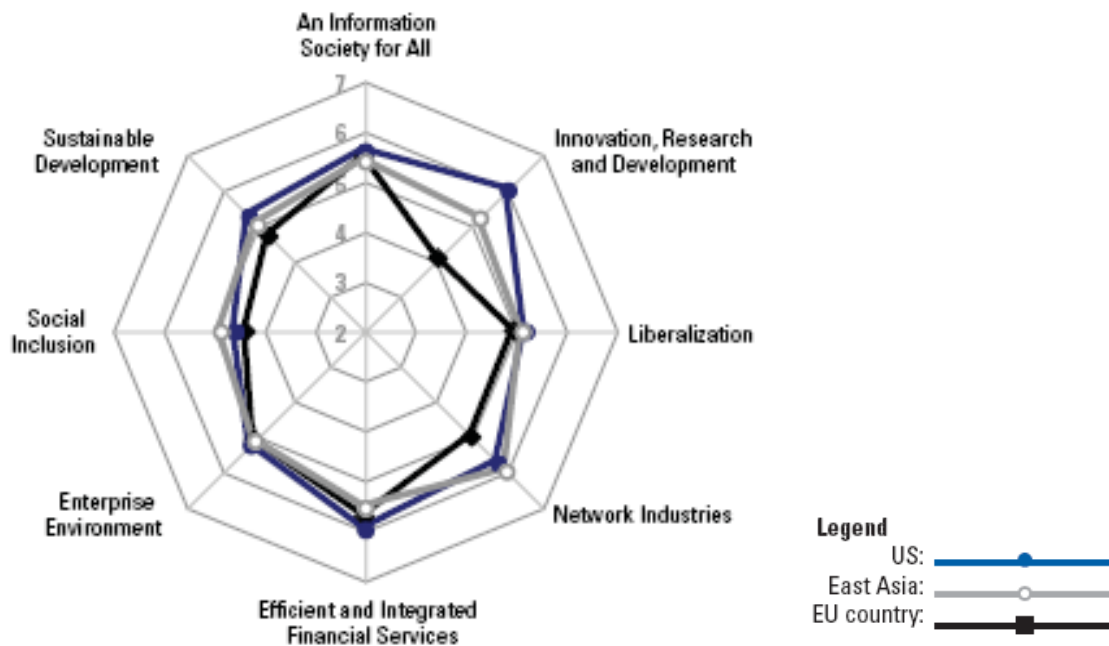 An Information
Society for All
7
Sustainable
Development
6
Innovation, Research
and Development
5
4
3
Social
Inclusion
2
Liberalization
Enterprise
Environment
Network Industries
Efficient and Integrated
Financial Services
Legend
US:
East Asia:
EU country: